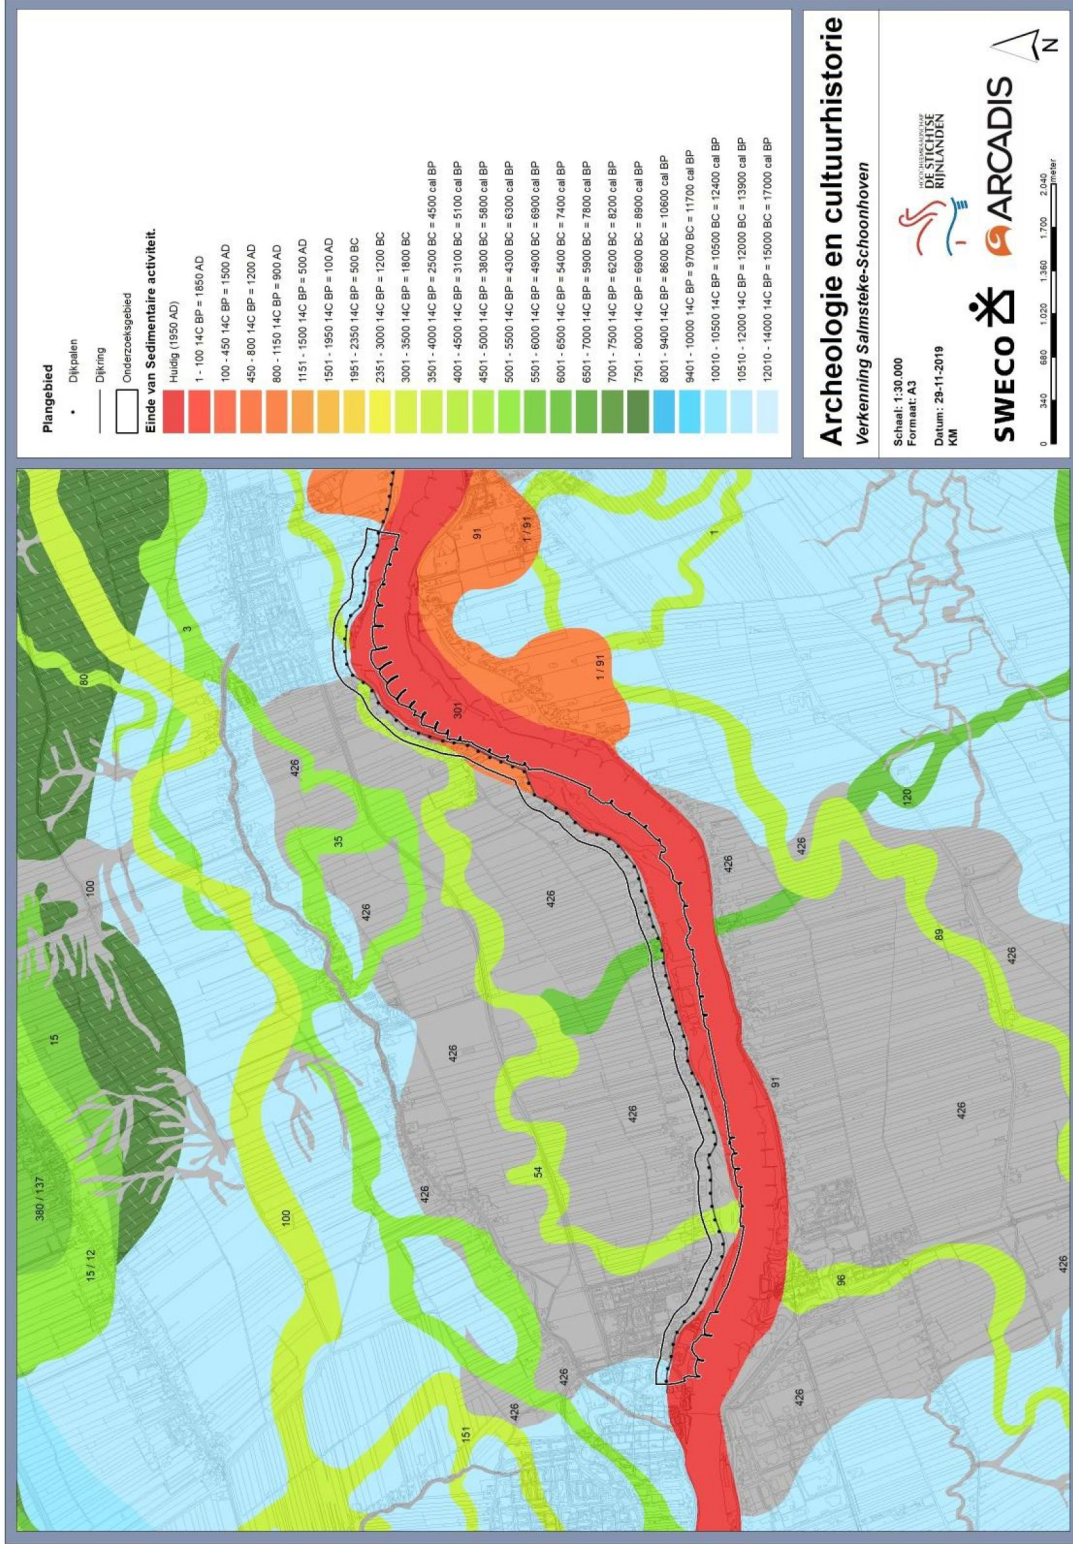 Plangebied
Dijkpalen
Dijkring
Onderzoeksgebied
Einde van Sedimentaire activiteit.
Huidig (1950 AD)
1 - 100 14C BP = 1850 AD
100 - 450 14C BP = 1500 AD
450 - 800 14C BP = 1200 AD
800 - 1150 14C BP = 900 AD
1151 - 1500 14C BP = 500 AD
1501 - 1950 14C BP = 100 AD
1951 - 2350 14C BP = 500 BC
2351 - 3000 14C BP = 1200 BC
3001 - 3500 14C BP = 1800 BC
3501 - 4000 14C BP = 2500 BC = 4500 cal BP
4001 - 4500 14C BP = 3100 BC = 5100 cal BP
4501 - 5000 14C BP = 3800 BC = 5800 cal BP
5001 - 5500 14C BP = 4300 BC = 6300 cal BP
5501 - 6000 14C BP = 4900 BC = 6900 cal BP
6001 - 6500 14C BP = 5400 BC = 7400 cal BP
6501 - 7000 14C BP = 5900 BC = 7800 cal BP
7001 - 7500 14C BP = 6200 BC = 8200 cal BP
7501 - 8000 14C BP = 6900 BC = 8900 cal BP
8001 - 9400 14C BP = 8600 BC = 10600 cal BP
9401 - 10000 14C BP = 9700 BC = 11700 cal BP
10010 - 10500 14C BP = 10500 BC = 12400 cal BP
10510 - 12000 14C BP = 12000 BC = 13900 cal BP
12010 - 14000 14C BP = 15000 BC = 17000 cal BP
Archeologie en cultuurhistorie
Verkenning Salmsteke-Schoonhoven
Schaal: 1:30.000
Formaat: A3
Datum: 29-11-2019
KM
HOOGHEEMRAADSCHAP
DE STICHTSE
RIJNLANDEN
SWECO
ARCADIS
N
0 340 680 1.020 1.360 1.700 2.040
meter
380 / 137
15
15 / 12
100
80
3
100
426
35
426
426
426
54
426
426
426
426
426
151
301
91
1 / 91
1 / 91
1
426
426
120
89
426
91
426
96
426
426